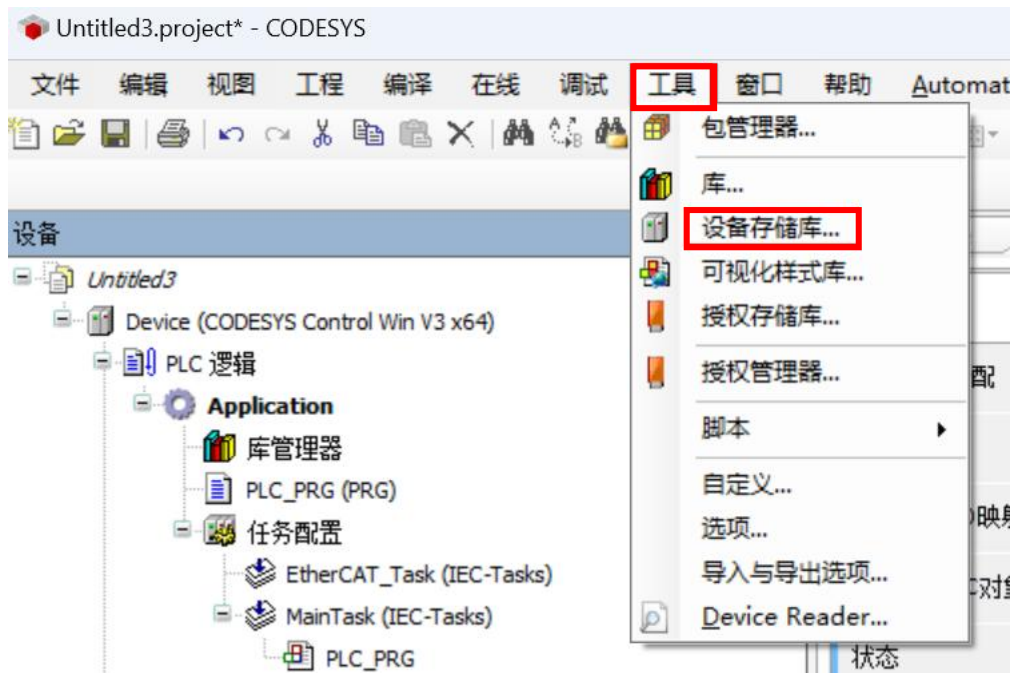 Untitled3.project* - CODESYS
文件 编辑 视图 工程 编译 在线 调试 工具 窗口 帮助 Automat
包管理器...
库...
设备存储库...
可视化样式库...
授权存储库...
授权管理器...
脚本
自定义...
选项...
导入与导出选项...
Device Reader...
设备
Untitled3
Device (CODESYS Control Win V3 x64)
PLC 逻辑
Application
库管理器
PLC_PRG (PRG)
任务配置
EtherCAT_Task (IEC-Tasks)
MainTask (IEC-Tasks)
PLC_PRG
配
映射
C对象
状态